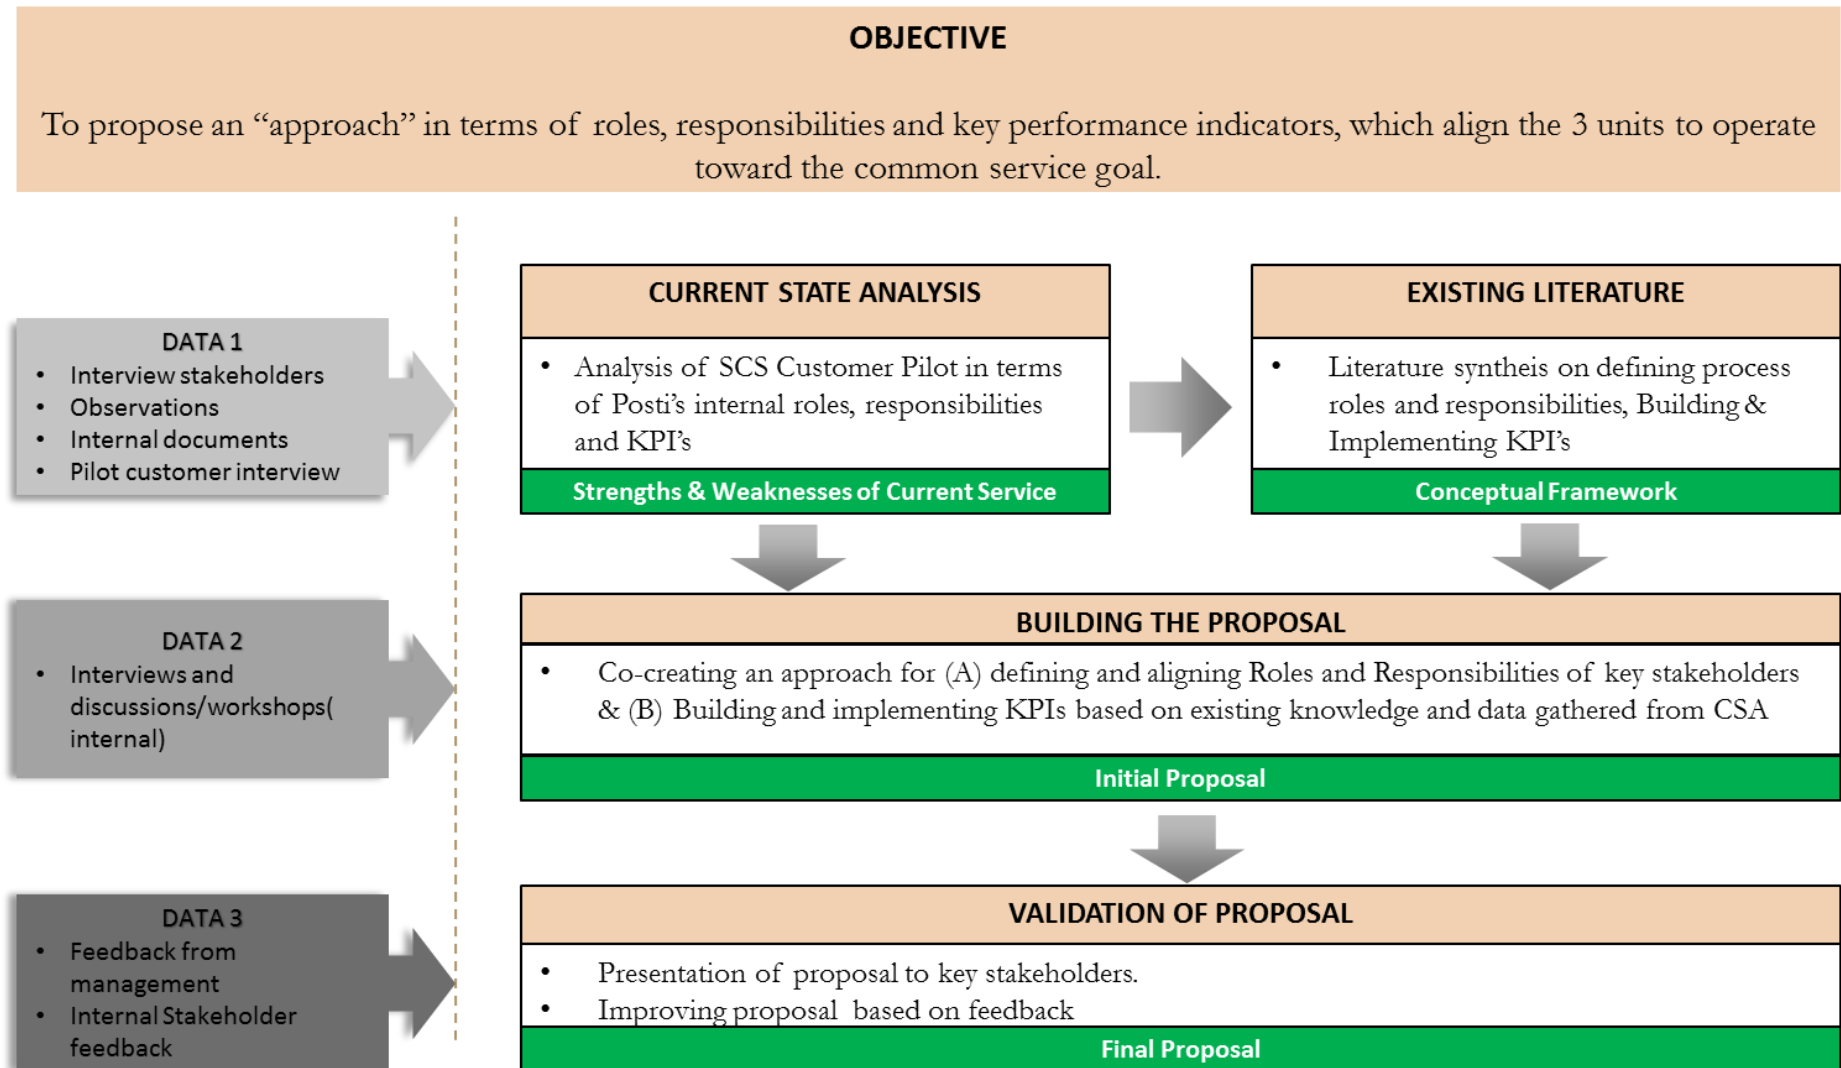 OBJECTIVE
To propose an “approach” in terms of roles, responsibilities and key performance indicators, which align the 3 units to operate
toward the common service goal.
DATA 1
• Interview stakeholders
• Observations
• Internal documents
• Pilot customer interview
CURRENT STATE ANALYSIS
• Analysis of SCS Customer Pilot in terms
of Posti’s internal roles, responsibilities
and KPI’s
Strengths & Weaknesses of Current Service
EXISTING LITERATURE
• Literature syntheis on defining process
roles and responsibilities, Building &
Implementing KPI’s
Conceptual Framework
DATA 2
• Interviews and
discussions/workshops(
internal)
BUILDING THE PROPOSAL
• Co-creating an approach for (A) defining and aligning Roles and Responsibilities of key stakeholders
& (B) Building and implementing KPIs based on existing knowledge and data gathered from CSA
Initial Proposal
DATA 3
• Feedback from
management
• Internal Stakeholder
feedback
VALIDATION OF PROPOSAL
• Presentation of proposal to key stakeholders.
• Improving proposal based on feedback
Final Proposal